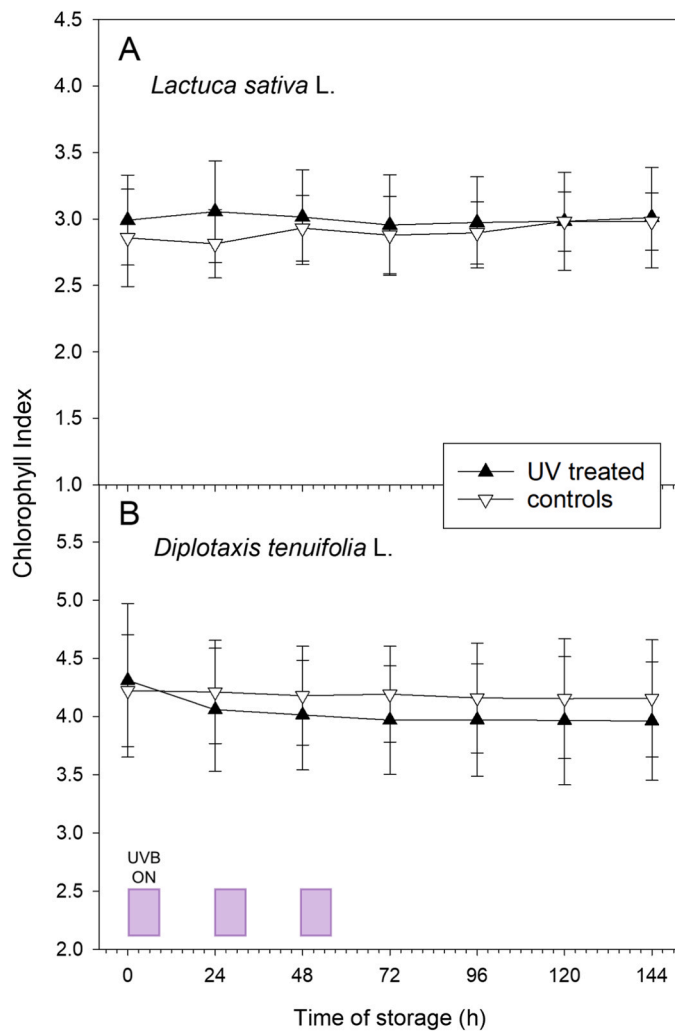 4.5
A
Lactuca sativa L.
4.0
3.5
3.0
2.5
2.0
1.5
1.0
Chlorophyll Index
UV treated
controls
B
Diplotaxis tenuifolia L.
5.5
5.0
4.5
4.0
3.5
3.0
2.5
2.0
UVB
ON
0 24 48 72 96 120 144
Time of storage (h)